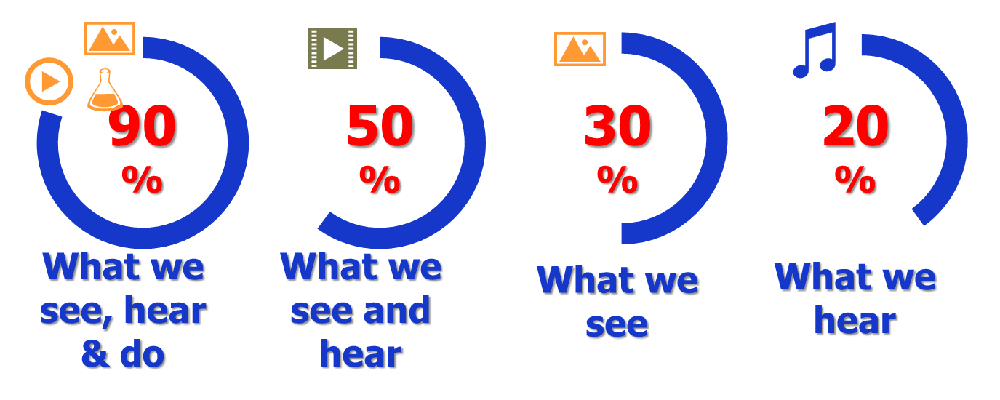 90
%
What we
see, hear
& do
50
%
What we
see and
hear
30
%
What we
see
20
%
What we
hear